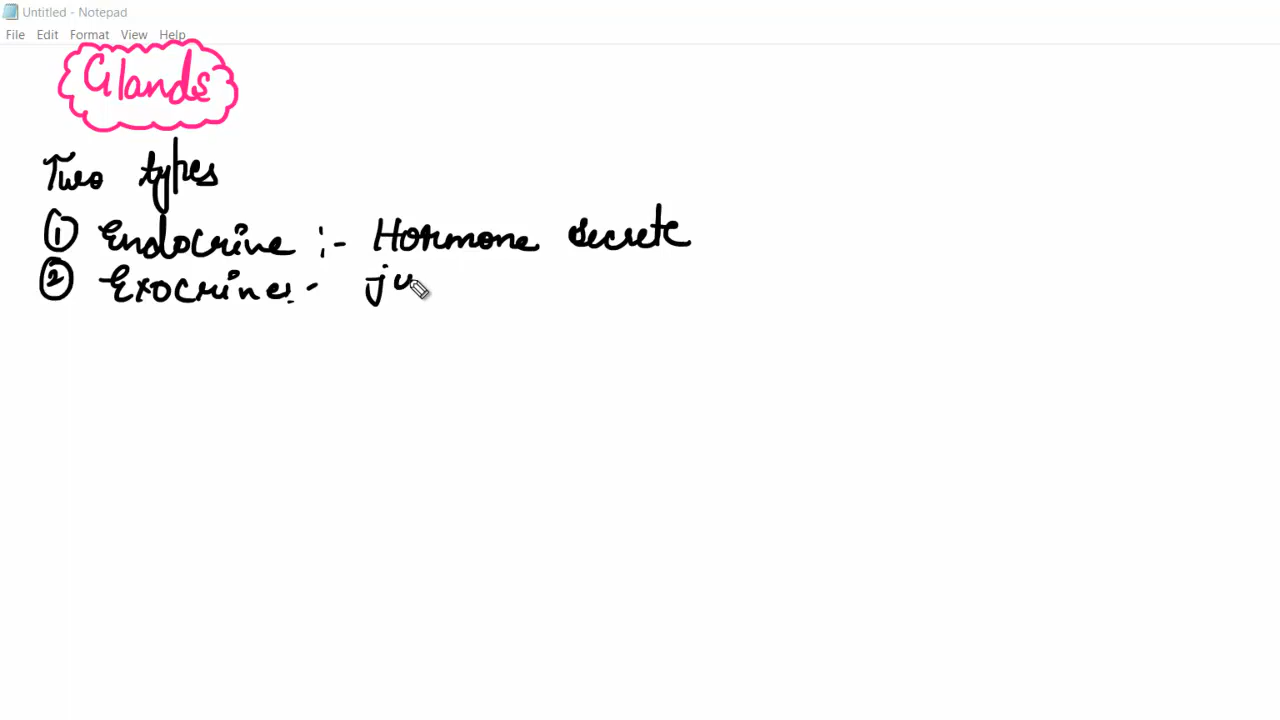 Untitled - Notepad
File Edit Format View Help
Glands
Two types
① Endocrine :- Hormone secrete
② Exocrine :- ju